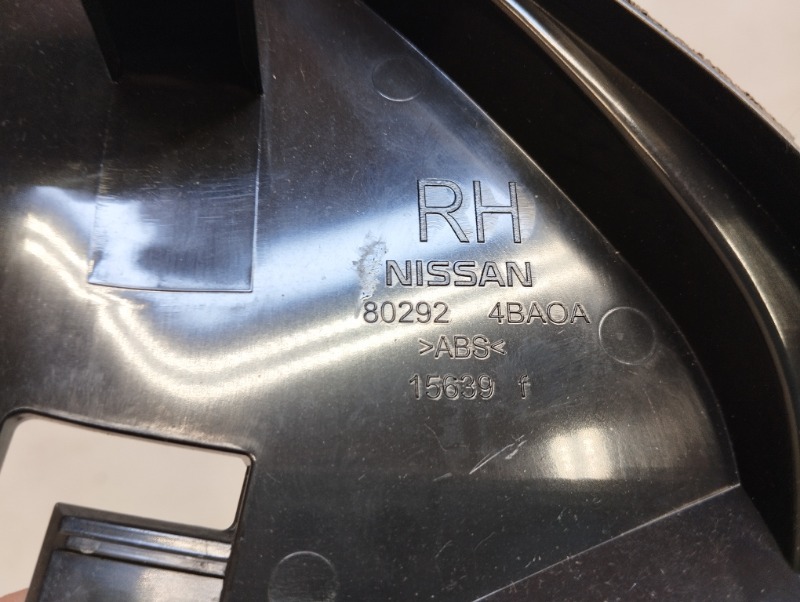 RH
NISSAN
80292 4BA0A
>ABS<
15639 f